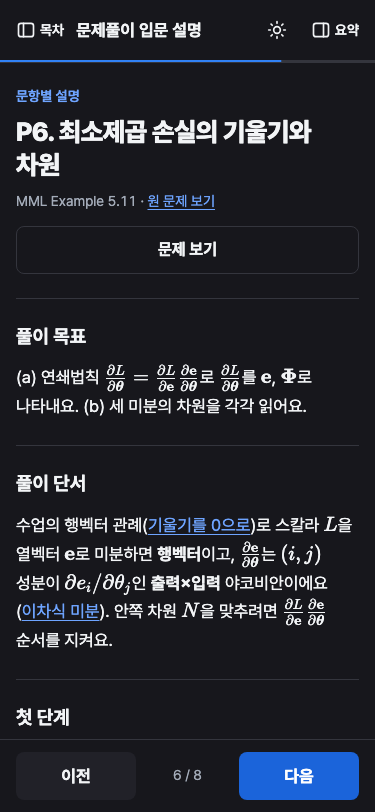 목차 문제풀이 입문 설명 요약
문항별 설명
P6. 최소제곱 손실의 기울기와
차원
MML Example 5.11 · 원 문제 보기
문제 보기
풀이 목표
(a) 연쇄법칙 ∂L/∂θ = ∂L/∂e ∂e/∂θ로 ∂L/∂θ를 e, Φ로
나타내요. (b) 세 미분의 차원을 각각 읽어요.
풀이 단서
수업의 행벡터 관례(기울기를 0으로)로 스칼라 L을
열벡터 e로 미분하면 행벡터이고, ∂e/∂θ는 (i, j)
성분이 ∂e_i/∂θ_j인 출력×입력 야코비안이에요
(이차식 미분). 안쪽 차원 N을 맞추려면 ∂L/∂e ∂e/∂θ
순서를 지켜요.
첫 단계
이전 6 / 8 다음